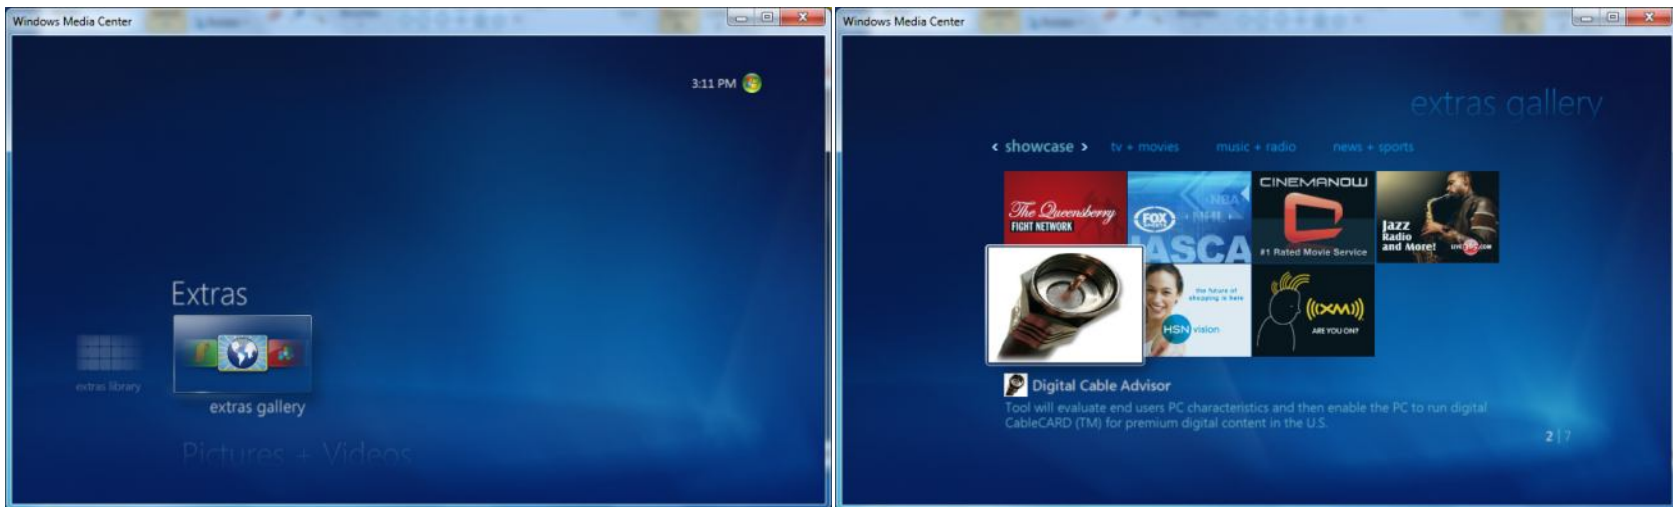 Windows Media Center
3:11 PM
Extras
extras library
extras gallery
Pictures + Videos
Windows Media Center
extras gallery
showcase tv + movies music + radio news + sports
The Queensberry
FIGHT NETWORK
NBA
NHL
FOX
SPORTS
NASCA
CINEMANOW
#1 Rated Movie Service
Jazz
Radio
and More!
the future of
shopping is here
HSN vision
((XM))
ARE YOU ON?
Digital Cable Advisor
Tool will evaluate end users PC characteristics and then enable the PC to run digital
CableCARD (TM) for premium digital content in the U.S.
2 | 7